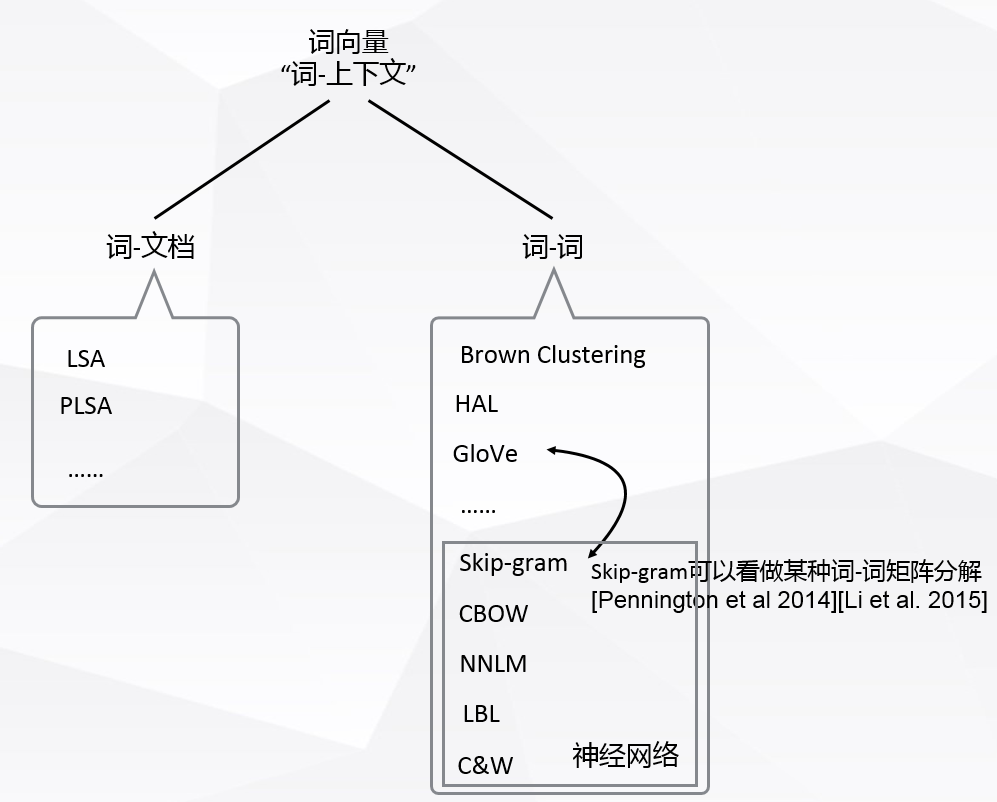 词向量
“词-上下文”
词-文档
词-词
LSA
PLSA
……
Brown Clustering
HAL
GloVe
……
Skip-gram
CBOW
NNLM
LBL
C&W
神经网络
Skip-gram可以看做某种词-词矩阵分解
[Pennington et al 2014][Li et al. 2015]